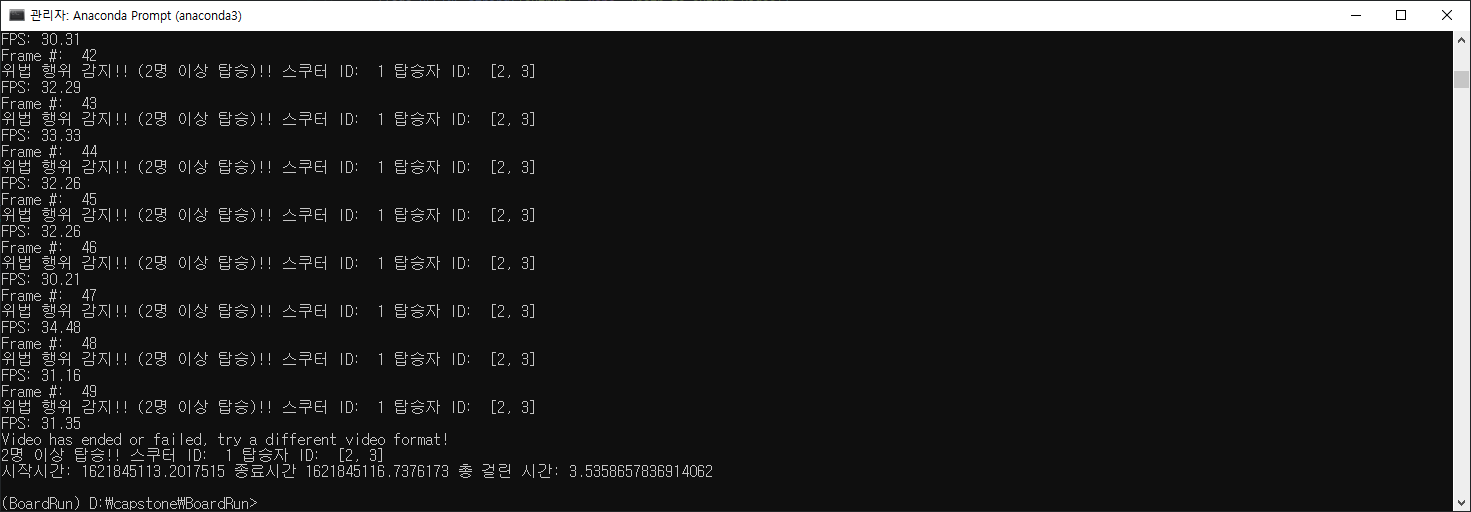 관리자: Anaconda Prompt (anaconda3)
FPS: 30.31
Frame #:  42
위법 행위 감지!! (2명 이상 탑승)!! 스쿠터 ID:  1 탑승자 ID:  [2, 3]
FPS: 32.29
Frame #:  43
위법 행위 감지!! (2명 이상 탑승)!! 스쿠터 ID:  1 탑승자 ID:  [2, 3]
FPS: 33.33
Frame #:  44
위법 행위 감지!! (2명 이상 탑승)!! 스쿠터 ID:  1 탑승자 ID:  [2, 3]
FPS: 32.26
Frame #:  45
위법 행위 감지!! (2명 이상 탑승)!! 스쿠터 ID:  1 탑승자 ID:  [2, 3]
FPS: 32.26
Frame #:  46
위법 행위 감지!! (2명 이상 탑승)!! 스쿠터 ID:  1 탑승자 ID:  [2, 3]
FPS: 30.21
Frame #:  47
위법 행위 감지!! (2명 이상 탑승)!! 스쿠터 ID:  1 탑승자 ID:  [2, 3]
FPS: 34.48
Frame #:  48
위법 행위 감지!! (2명 이상 탑승)!! 스쿠터 ID:  1 탑승자 ID:  [2, 3]
FPS: 31.16
Frame #:  49
위법 행위 감지!! (2명 이상 탑승)!! 스쿠터 ID:  1 탑승자 ID:  [2, 3]
FPS: 31.35
Video has ended or failed, try a different video format!
2명 이상 탑승!! 스쿠터 ID:  1 탑승자 ID:  [2, 3]
시작시간: 1621845113.2017515 종료시간 1621845116.7376173 총 걸린 시간: 3.5358657836914062
(BoardRun) D:₩capstone₩BoardRun>